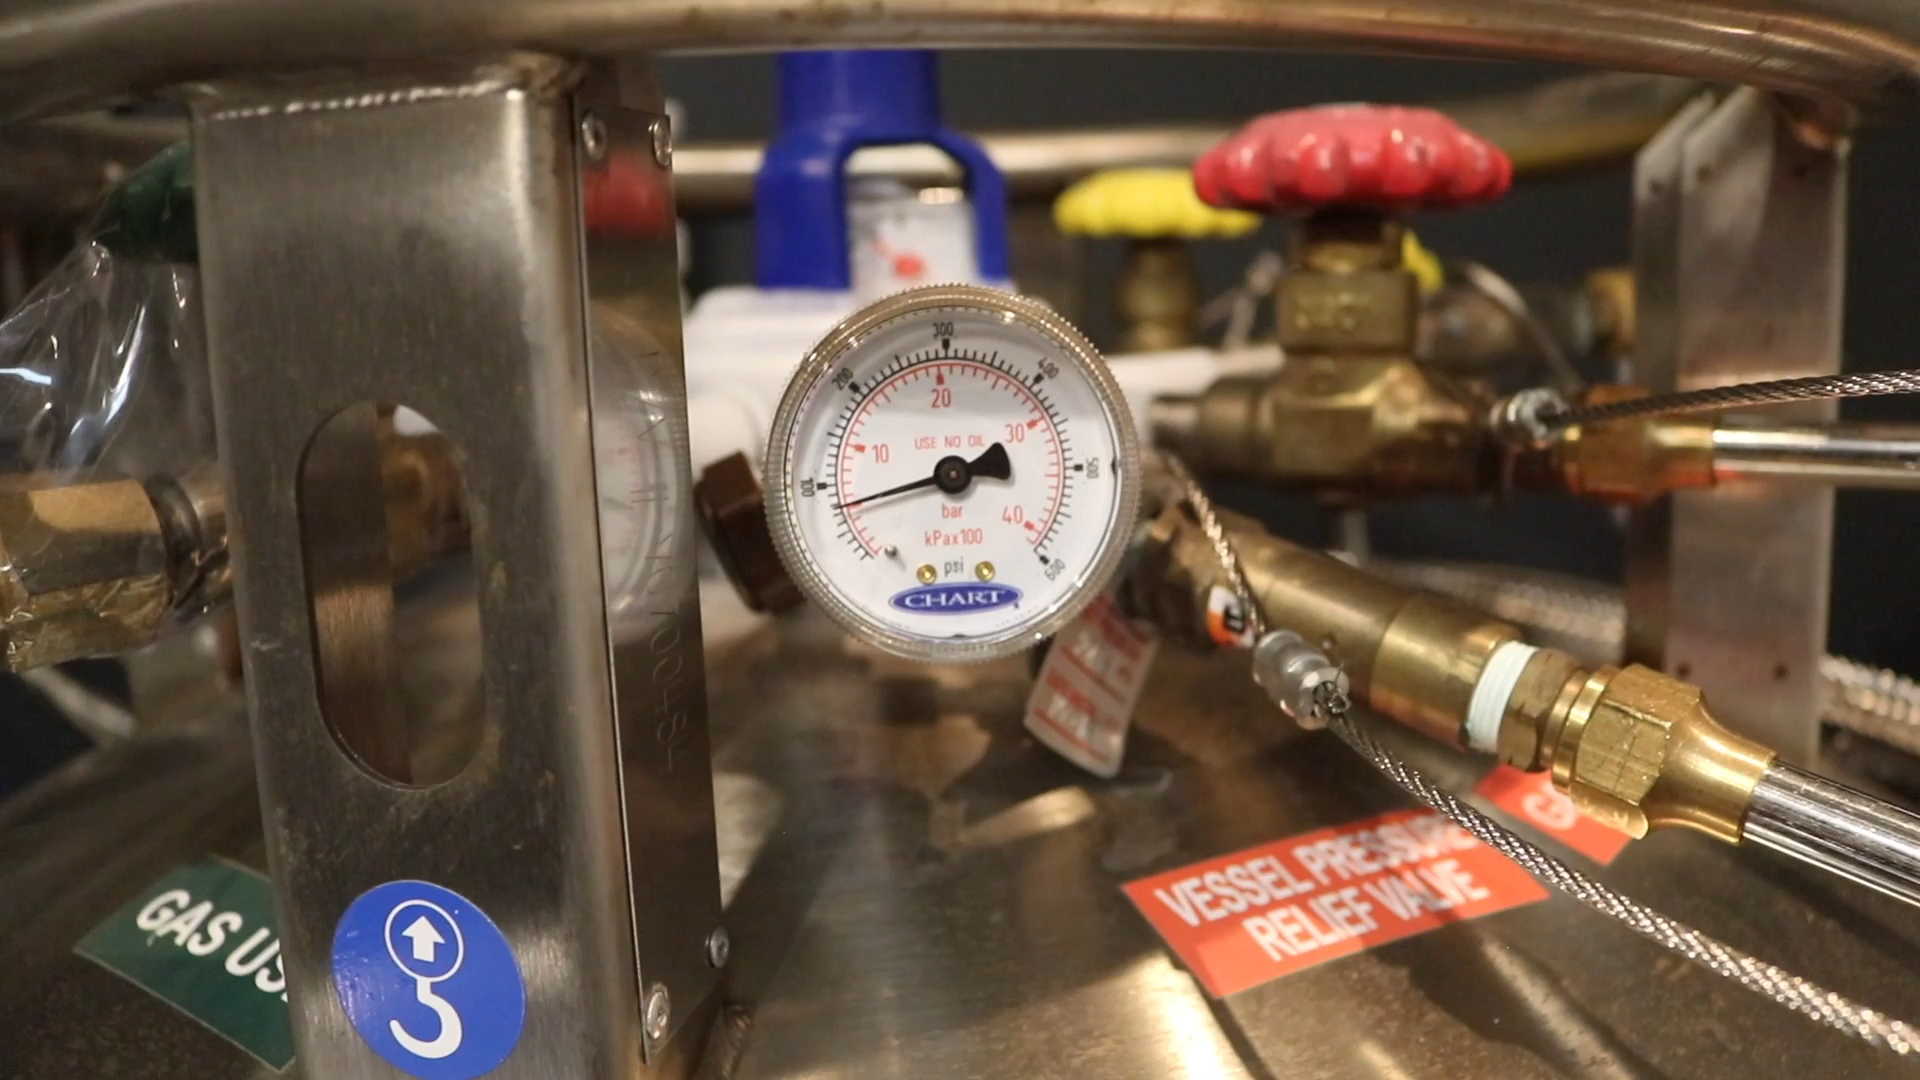 300
200
400
20
USE NO OIL
30
10
100
500
bar
40
kPax100
psi
600
CHART
VESSEL PRESSURE
RELIEF VALVE
GAS US